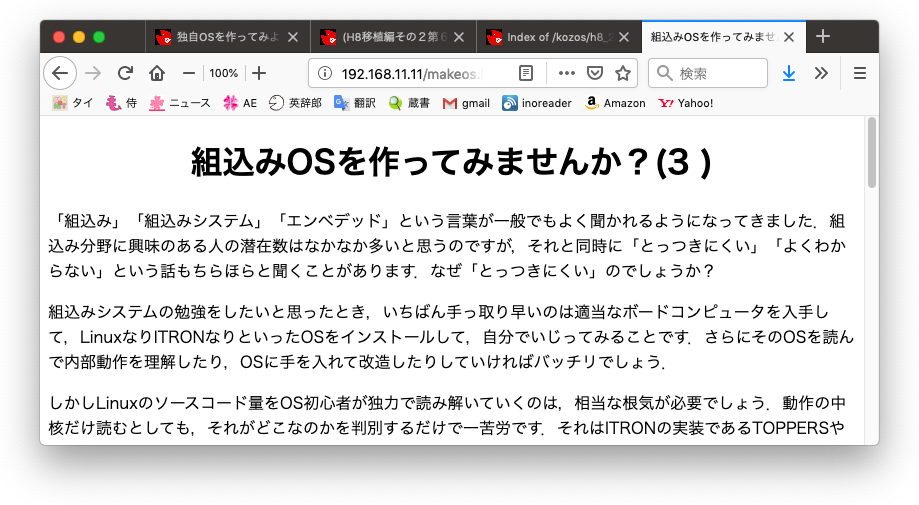 独自OSを作ってみよ
(H8移植編その２第６
Index of /kozos/h8_2
組込みOSを作ってみませ
100%
192.168.11.11/makeos.
検索
タイ 侍 ニュース AE 英辞郎 翻訳 蔵書 gmail inoreader Amazon Yahoo!
組込みOSを作ってみませんか？(3 )
「組込み」「組込みシステム」「エンベデッド」という言葉が一般でもよく聞かれるようになってきました．組
込み分野に興味のある人の潜在数はなかなか多いと思うのですが，それと同時に「とっつきにくい」「よくわか
らない」という話もちらほらと聞くことがあります．なぜ「とっつきにくい」のでしょうか？
組込みシステムの勉強をしたいと思ったとき，いちばん手っ取り早いのは適当なボードコンピュータを入手し
て，LinuxなりITRONなりといったOSをインストールして，自分でいじってみることです．さらにそのOSを読ん
で内部動作を理解したり，OSに手を入れて改造したりしていければバッチリでしょう．
しかしLinuxのソースコード量をOS初心者が独力で読み解いていくのは，相当な根気が必要でしょう．動作の中
核だけ読むとしても，それがどこなのかを判別するだけで一苦労です．それはITRONの実装であるTOPPERSや